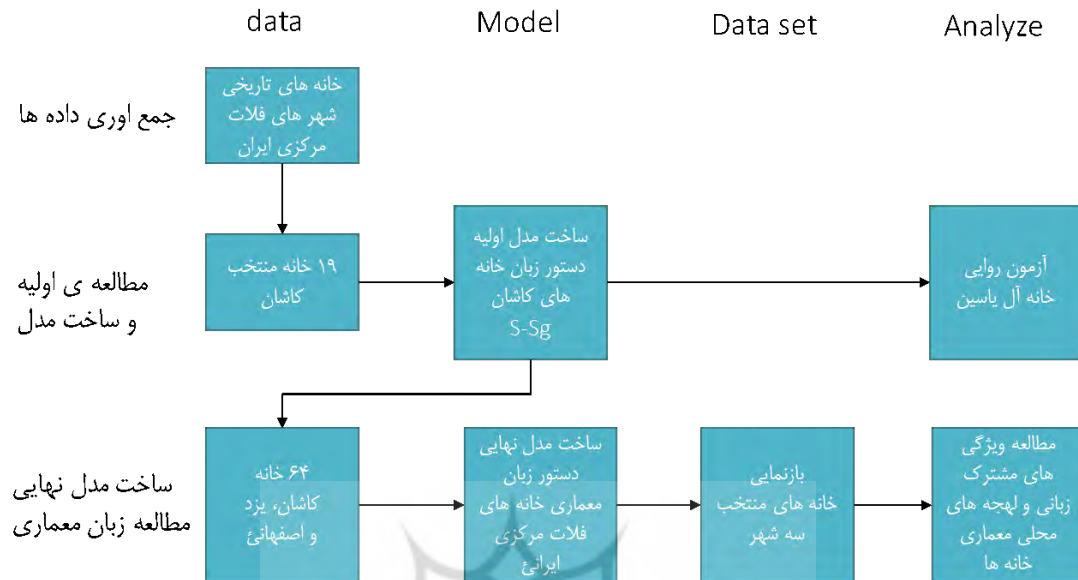 data
Model
Data set
Analyze
جمع اوری داده ها
خانه های تاریخی
شهر های فلات
مرکزی ایران
مطالعه ی اولیه
و ساخت مدل
۱۹ خانه منتخب
کاشان
ساخت مدل اولیه
دستور زبان خانه
های کاشان
S-Sg
آزمون روایی
خانه آل یاسین
ساخت مدل نهایی
مطالعه زبان معماری
۶۴ خانه
کاشان، یزد
و اصفهانئ
ساخت مدل نهایی
دستور زبان
معماری خانه های
فلات مرکزی
ایرانئ
بازنمایی
خانه های منتخب
سه شهر
مطالعه ویژگی
های مشترک
زبانی و لهجه های
محلی معماری
خانه ها